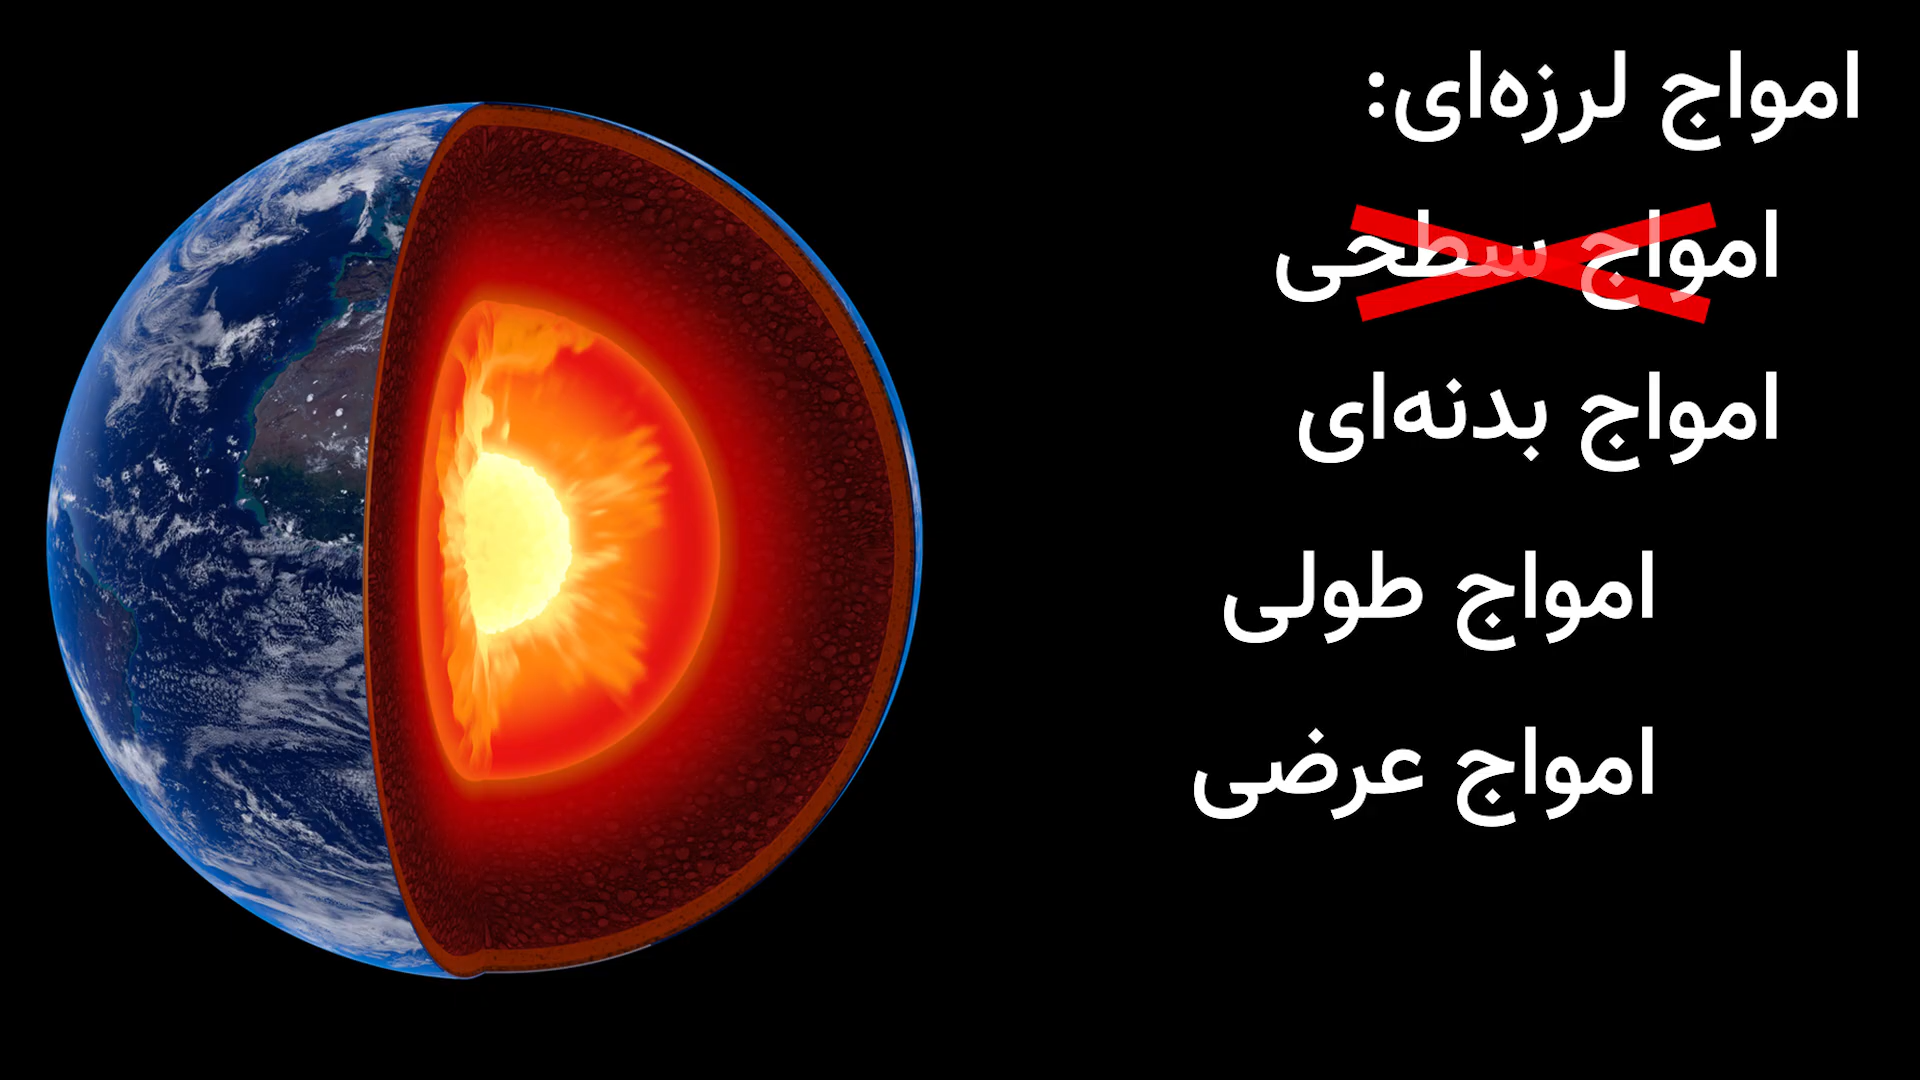 امواج لرزه‌ای:
امواج سطحی
امواج بدنه‌ای
امواج طولی
امواج عرضی